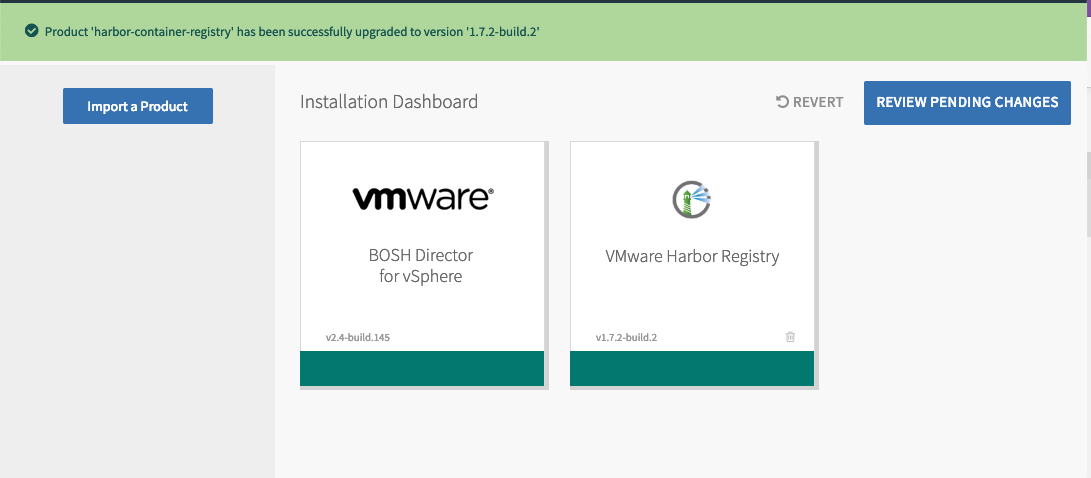 Product 'harbor-container-registry' has been successfully upgraded to version '1.7.2-build.2'
Import a Product
Installation Dashboard
REVERT
REVIEW PENDING CHANGES
vmware®
BOSH Director
for vSphere
v2.4-build.145
VMware Harbor Registry
v1.7.2-build.2